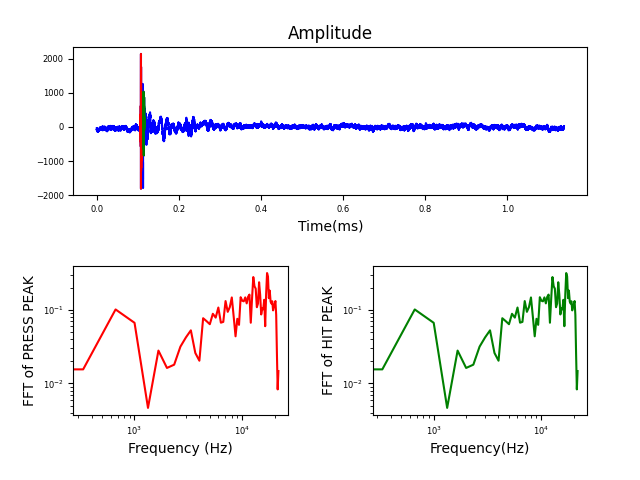 Amplitude
2000
1000
0
−1000
−2000
0.0 0.2 0.4 0.6 0.8 1.0
Time(ms)
FFT of PRESS PEAK
10⁻¹
10⁻²
10³ 10⁴
Frequency (Hz)
FFT of HIT PEAK
10⁻¹
10⁻²
10³ 10⁴
Frequency(Hz)